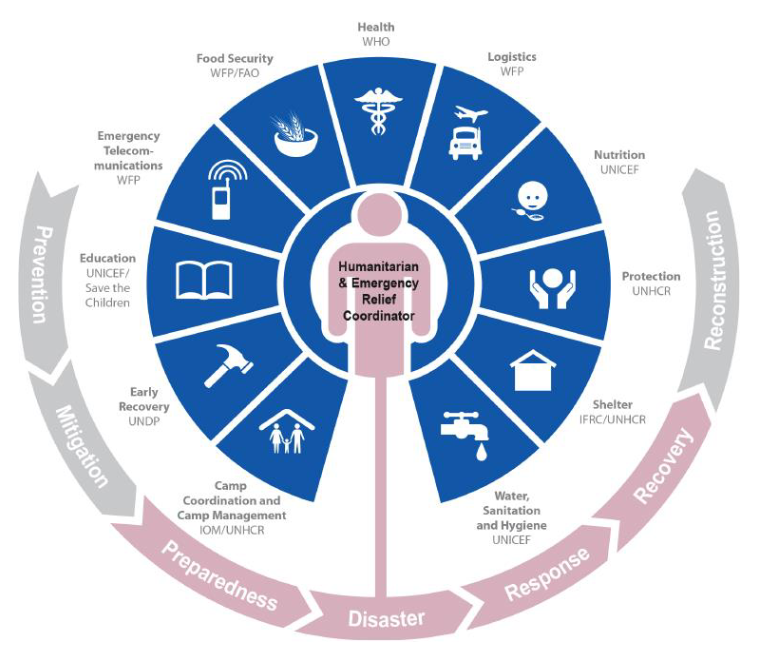 Health
WHO
Logistics
WFP
Nutrition
UNICEF
Protection
UNHCR
Shelter
IFRC/UNHCR
Water,
Sanitation
and Hygiene
UNICEF
Camp
Coordination and
Camp Management
IOM/UNHCR
Early
Recovery
UNDP
Education
UNICEF/
Save the
Children
Emergency
Telecom-
munications
WFP
Food Security
WFP/FAO
Humanitarian
& Emergency
Relief
Coordinator
Prevention
Mitigation
Preparedness
Disaster
Response
Recovery
Reconstruction